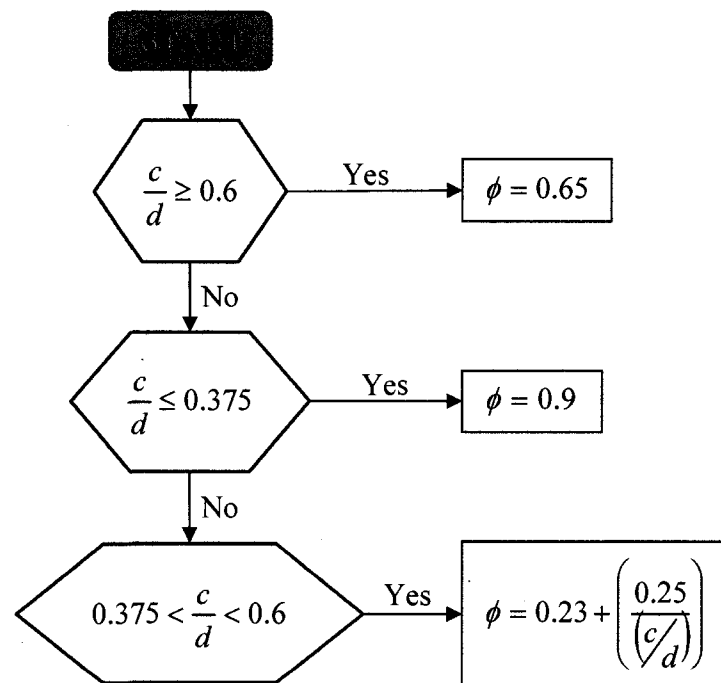 c/d ≥ 0.6
Yes
ϕ = 0.65
No
c/d ≤ 0.375
Yes
ϕ = 0.9
No
0.375 < c/d < 0.6
Yes
ϕ = 0.23 + (0.25/(c/d))